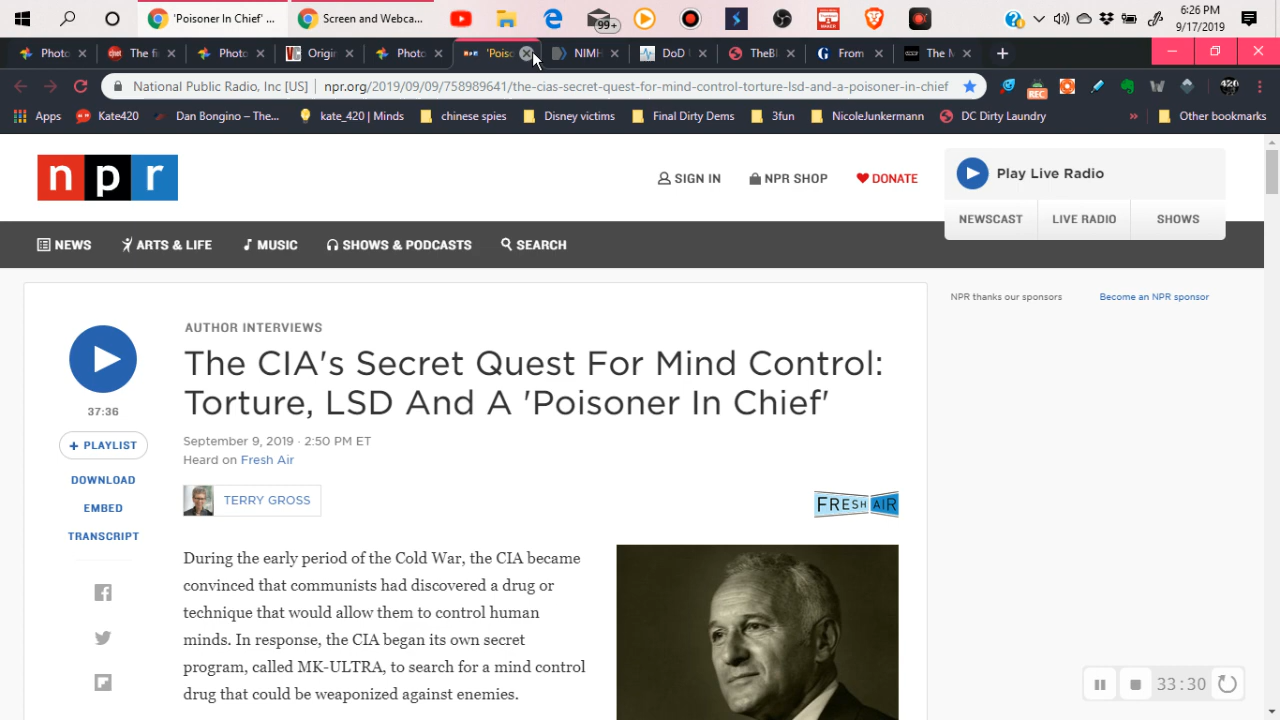 'Poisoner In Chief' ...
Screen and Webca...
99+
6:26 PM
9/17/2019
Photo
The fi
Photo
Origin
Photo
'Poiso
NIMH
DoD
TheBl
From
The M
National Public Radio, Inc [US]
npr.org/2019/09/09/758989641/the-cias-secret-quest-for-mind-control-torture-lsd-and-a-poisoner-in-chief
REC
Apps
Kate420
Dan Bongino – The...
kate_420 | Minds
chinese spies
Disney victims
Final Dirty Dems
3fun
NicoleJunkermann
DC Dirty Laundry
»
Other bookmarks
npr
SIGN IN
NPR SHOP
DONATE
Play Live Radio
NEWSCAST
LIVE RADIO
SHOWS
NEWS
ARTS & LIFE
MUSIC
SHOWS & PODCASTS
SEARCH
NPR thanks our sponsors
Become an NPR sponsor
AUTHOR INTERVIEWS
The CIA's Secret Quest For Mind Control:
Torture, LSD And A 'Poisoner In Chief'
37:36
+ PLAYLIST
DOWNLOAD
EMBED
TRANSCRIPT
September 9, 2019 · 2:50 PM ET
Heard on Fresh Air
TERRY GROSS
FRESH AIR
During the early period of the Cold War, the CIA became
convinced that communists had discovered a drug or
technique that would allow them to control human
minds. In response, the CIA began its own secret
program, called MK-ULTRA, to search for a mind control
drug that could be weaponized against enemies.
33:30